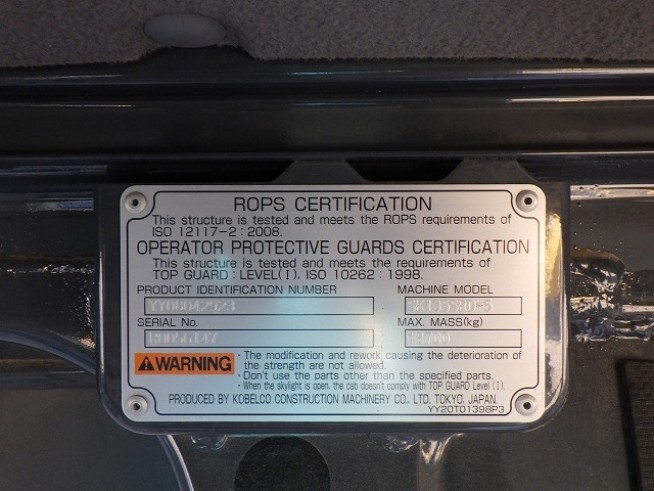 ROPS CERTIFICATION
This structure is tested and meets the ROPS requirements of
ISO 12117-2 : 2008.
OPERATOR PROTECTIVE GUARDS CERTIFICATION
This structure is tested and meets the requirements of
TOP GUARD : LEVEL(I), ISO 10262 : 1998.
PRODUCT IDENTIFICATION NUMBER MACHINE MODEL
SERIAL No. MAX. MASS(kg)
WARNING
· The modification and rework causing the deterioration of
the strength are not allowed.
· Don't use the parts other than the specified parts.
· When the skylight is open, the cab doesn't comply with TOP GUARD Level (I).
PRODUCED BY KOBELCO CONSTRUCTION MACHINERY CO., LTD. TOKYO, JAPAN.
YY20T01398P3